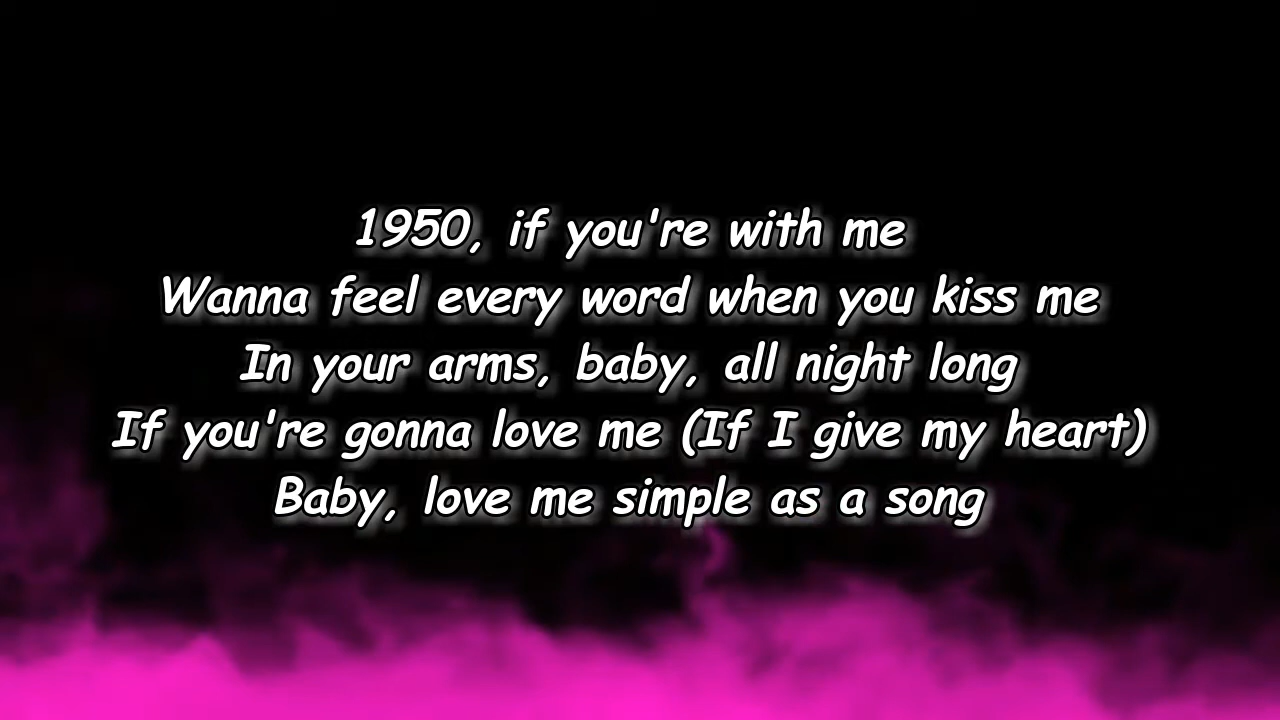 1950, if you're with me
Wanna feel every word when you kiss me
In your arms, baby, all night long
If you're gonna love me (If I give my heart)
Baby, love me simple as a song